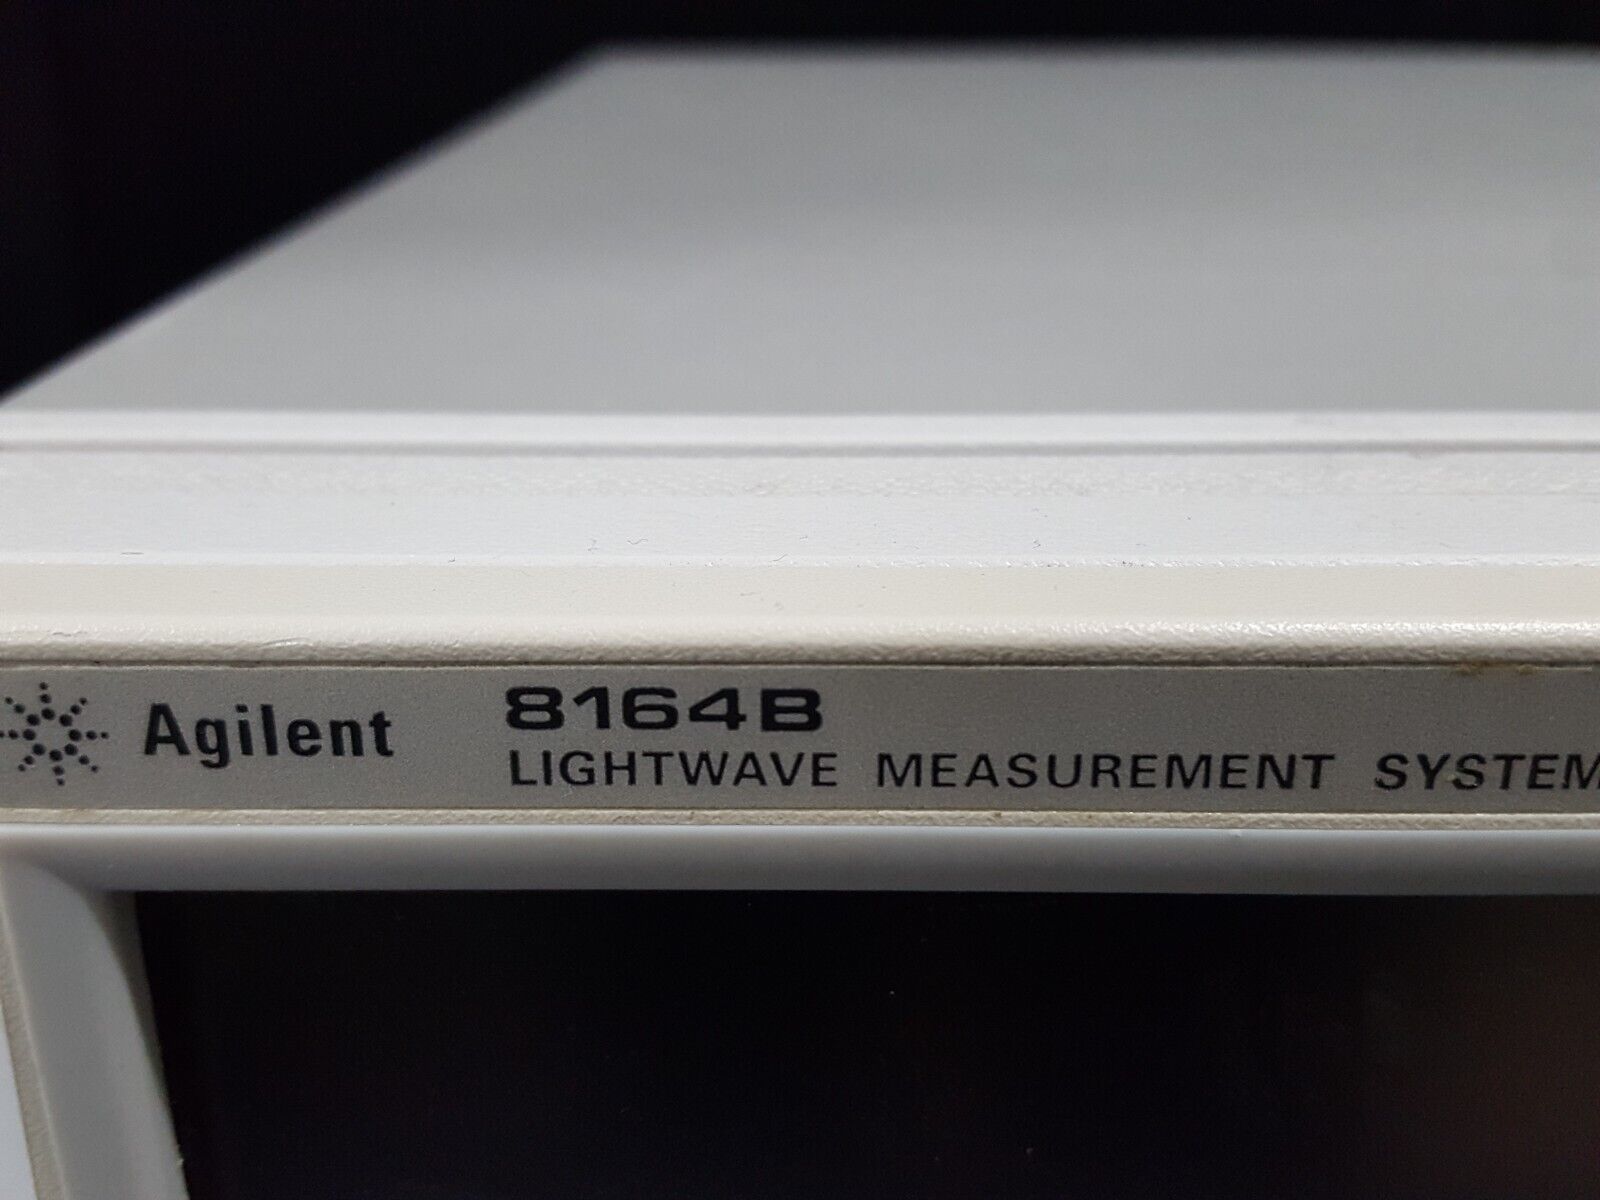 Agilent 8164B
LIGHTWAVE MEASUREMENT SYSTEM